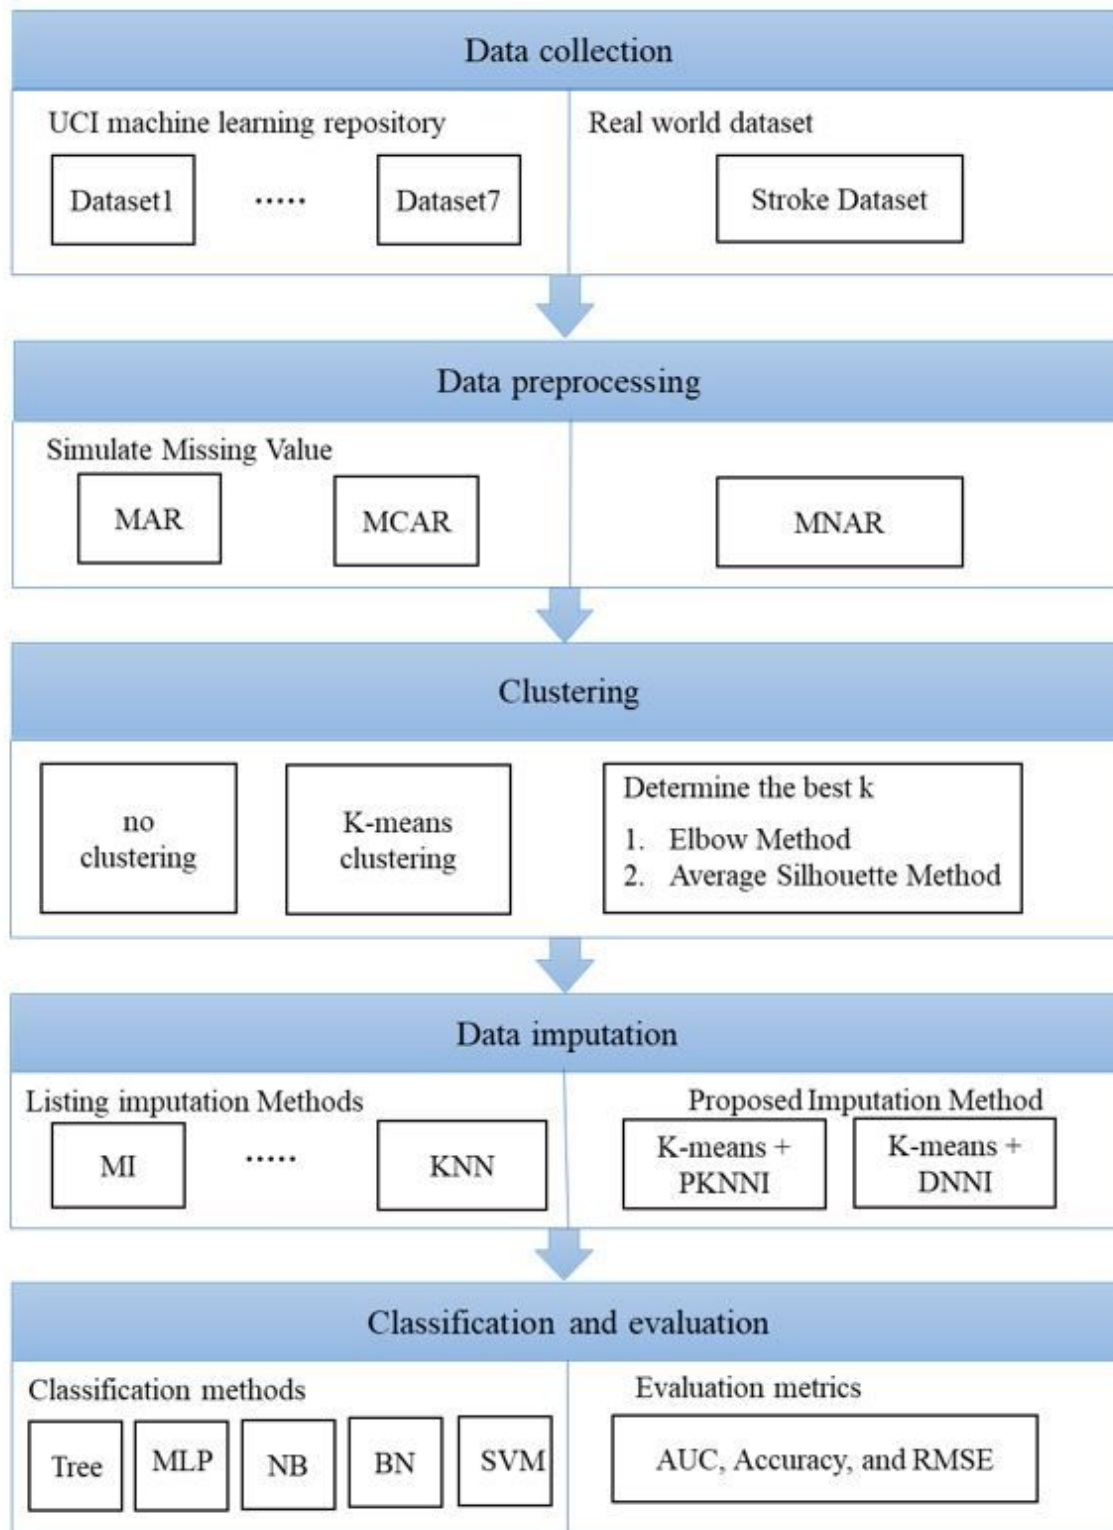 Data collection
UCI machine learning repository
Real world dataset
Dataset1
.....
Dataset7
Stroke Dataset
Data preprocessing
Simulate Missing Value
MAR
MCAR
MNAR
Clustering
no
clustering
K-means
clustering
Determine the best k
1. Elbow Method
2. Average Silhouette Method
Data imputation
Listing imputation Methods
Proposed Imputation Method
MI
.....
KNN
K-means +
PKNNI
K-means +
DNNI
Classification and evaluation
Classification methods
Evaluation metrics
Tree
MLP
NB
BN
SVM
AUC, Accuracy, and RMSE